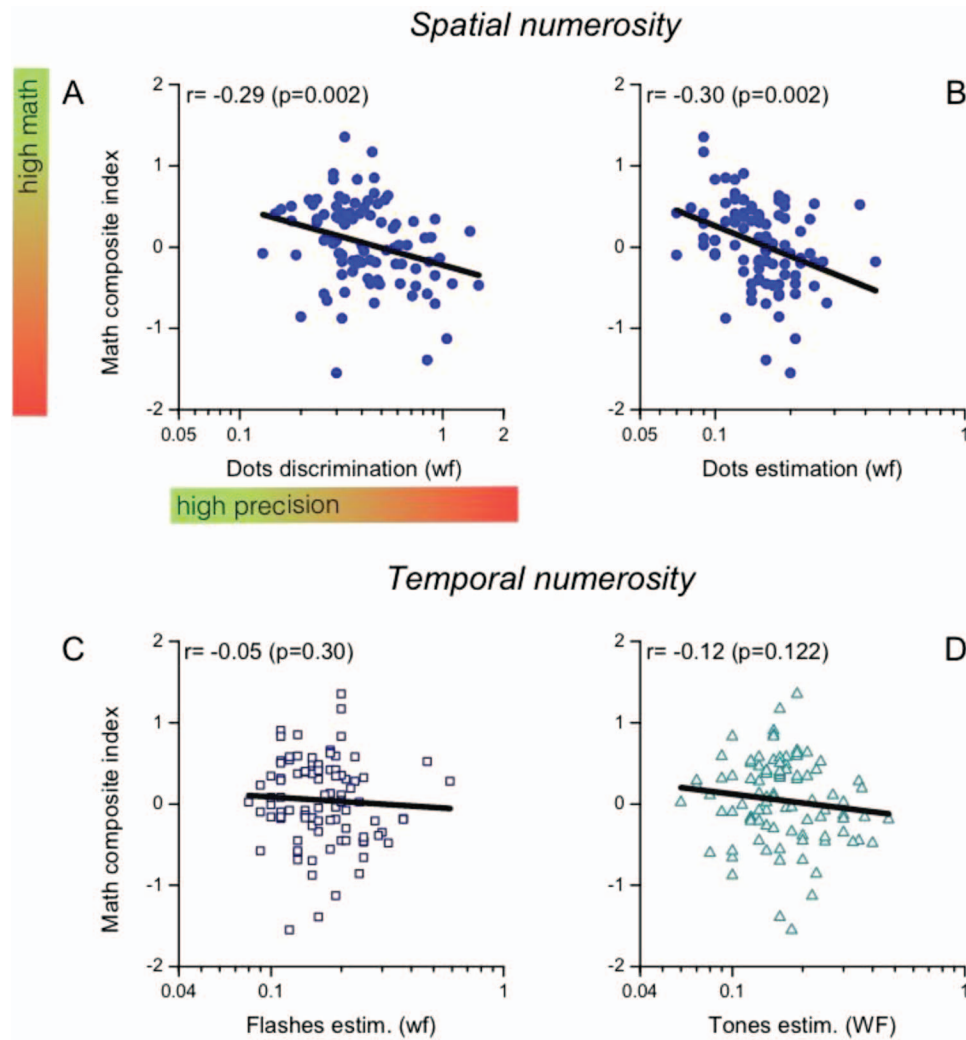 Spatial numerosity
high math
A
r= -0.29 (p=0.002)
Math composite index
2
1
0
-1
-2
0.05 0.1 1 2
Dots discrimination (wf)
high precision
B
r= -0.30 (p=0.002)
2
1
0
-1
-2
0.05 0.1 1
Dots estimation (wf)
Temporal numerosity
C
r= -0.05 (p=0.30)
Math composite index
2
1
0
-1
-2
0.04 0.1 1
Flashes estim. (wf)
D
r= -0.12 (p=0.122)
2
1
0
-1
-2
0.04 0.1 1
Tones estim. (WF)